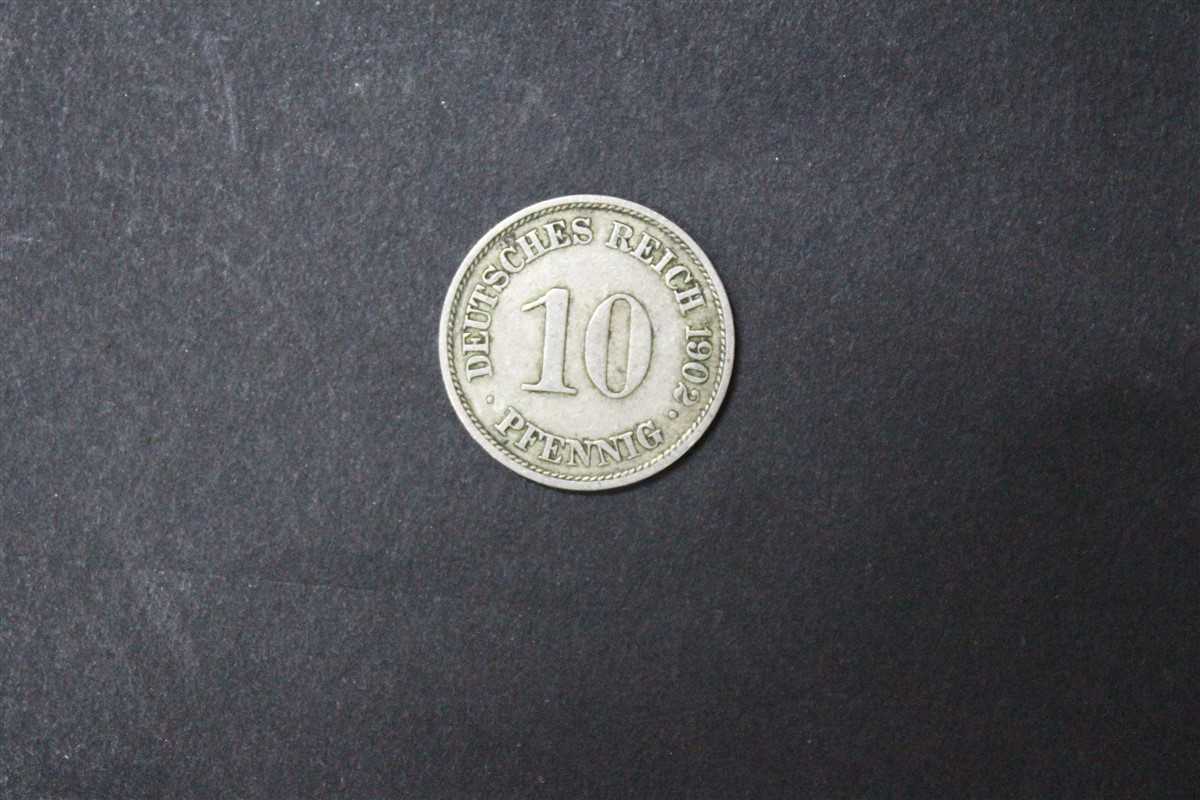 DEUTSCHES REICH 1902
10
· PFENNIG ·